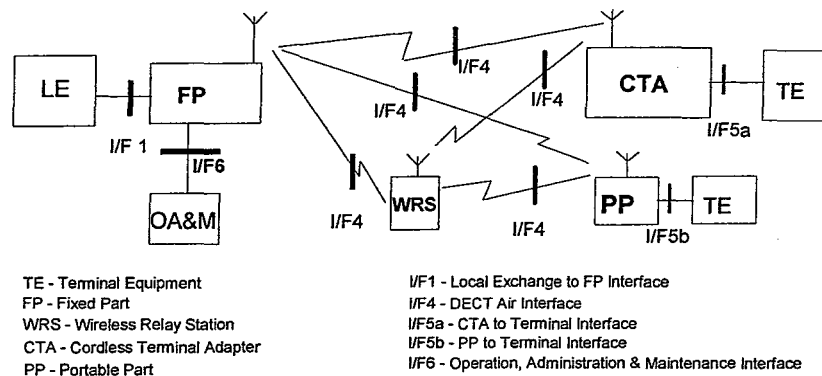 I/F4
LE
FP
CTA
TE
I/F4
I/F4
I/F 1
I/F5a
I/F6
OA&M
I/F4
WRS
I/F4
PP
TE
I/F5b
TE - Terminal Equipment
FP - Fixed Part
WRS - Wireless Relay Station
CTA - Cordless Terminal Adapter
PP - Portable Part
I/F1 - Local Exchange to FP Interface
I/F4 - DECT Air Interface
I/F5a - CTA to Terminal Interface
I/F5b - PP to Terminal Interface
I/F6 - Operation, Administration & Maintenance Interface